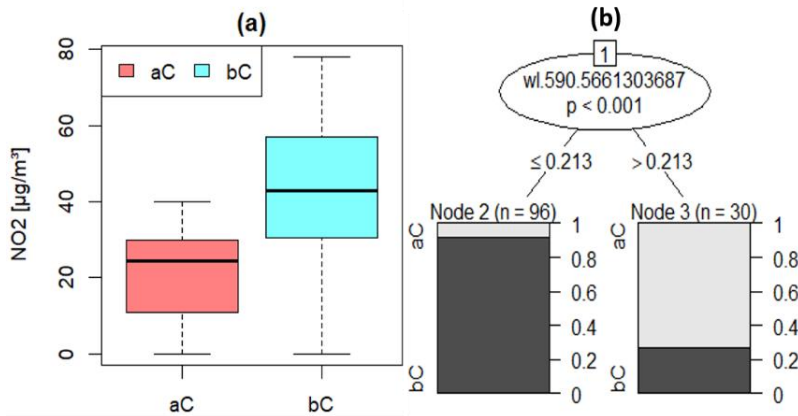 (a)
NO2 [µg/m³]
80
60
40
20
0
aC bC
aC bC
(b)
1
wl.590.5661303687
p < 0.001
≤ 0.213 > 0.213
Node 2 (n = 96)
aC
bC
1
0.8
0.6
0.4
0.2
0
Node 3 (n = 30)
aC
bC
1
0.8
0.6
0.4
0.2
0